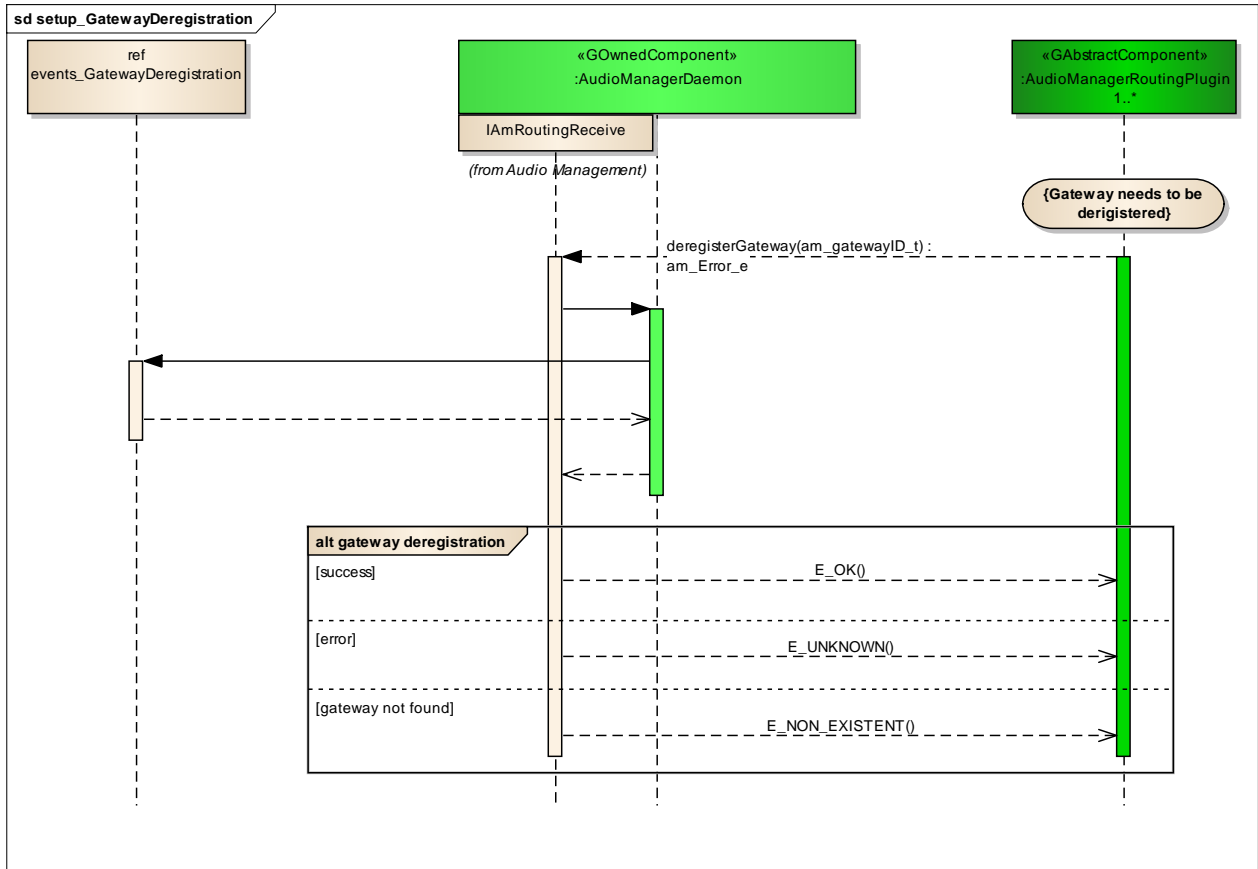 sd setup_GatewayDeregistration
ref
events_GatewayDeregistration
«GOwnedComponent»
:AudioManagerDaemon
IAmRoutingReceive
(from Audio Management)
«GAbstractComponent»
:AudioManagerRoutingPlugin
1..*
{Gateway needs to be
derigistered}
deregisterGateway(am_gatewayID_t) :
am_Error_e
alt gateway deregistration
[success]
E_OK()
[error]
E_UNKNOWN()
[gateway not found]
E_NON_EXISTENT()